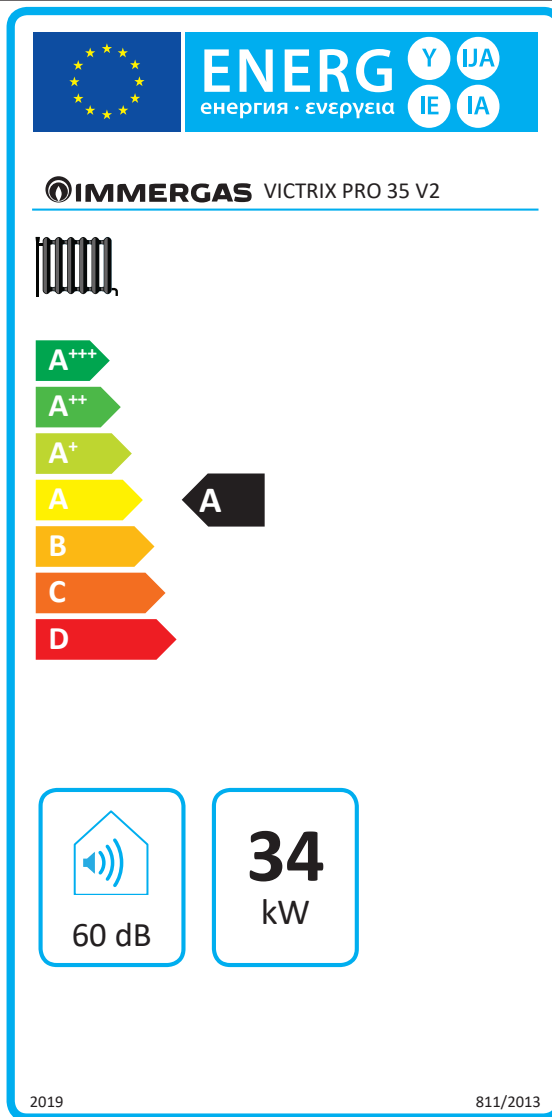 ENERG Y IJA
енергия · ενεργεια IE IA
IMMERGAS VICTRIX PRO 35 V2
A+++
A++
A+
A A
B
C
D
60 dB
34
kW
2019 811/2013